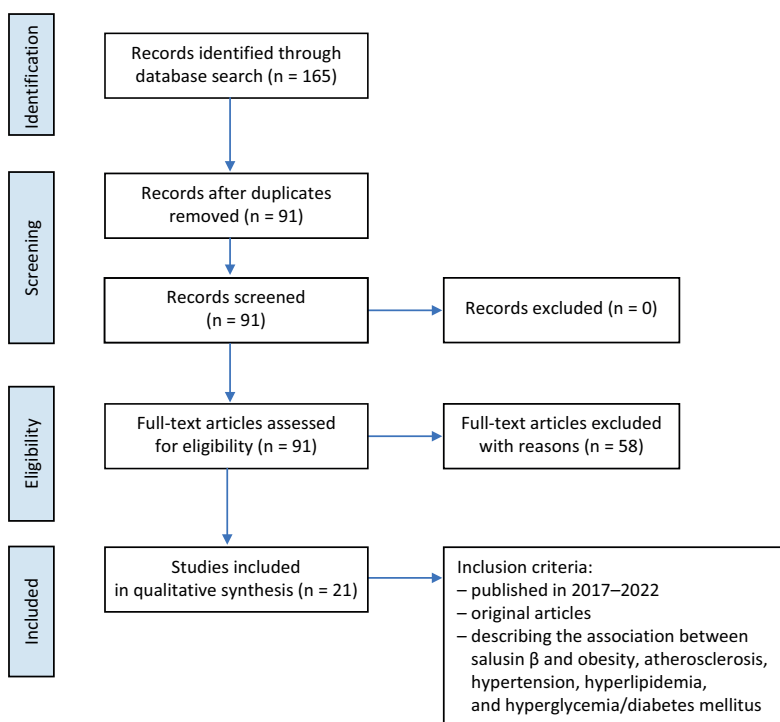 Identification
Records identified through
database search (n = 165)
Screening
Records after duplicates
removed (n = 91)
Records screened
(n = 91)
Records excluded (n = 0)
Eligibility
Full-text articles assessed
for eligibility (n = 91)
Full-text articles excluded
with reasons (n = 58)
Included
Studies included
in qualitative synthesis (n = 21)
Inclusion criteria:
– published in 2017–2022
– original articles
– describing the association between
salusin β and obesity, atherosclerosis,
hypertension, hyperlipidemia,
and hyperglycemia/diabetes mellitus